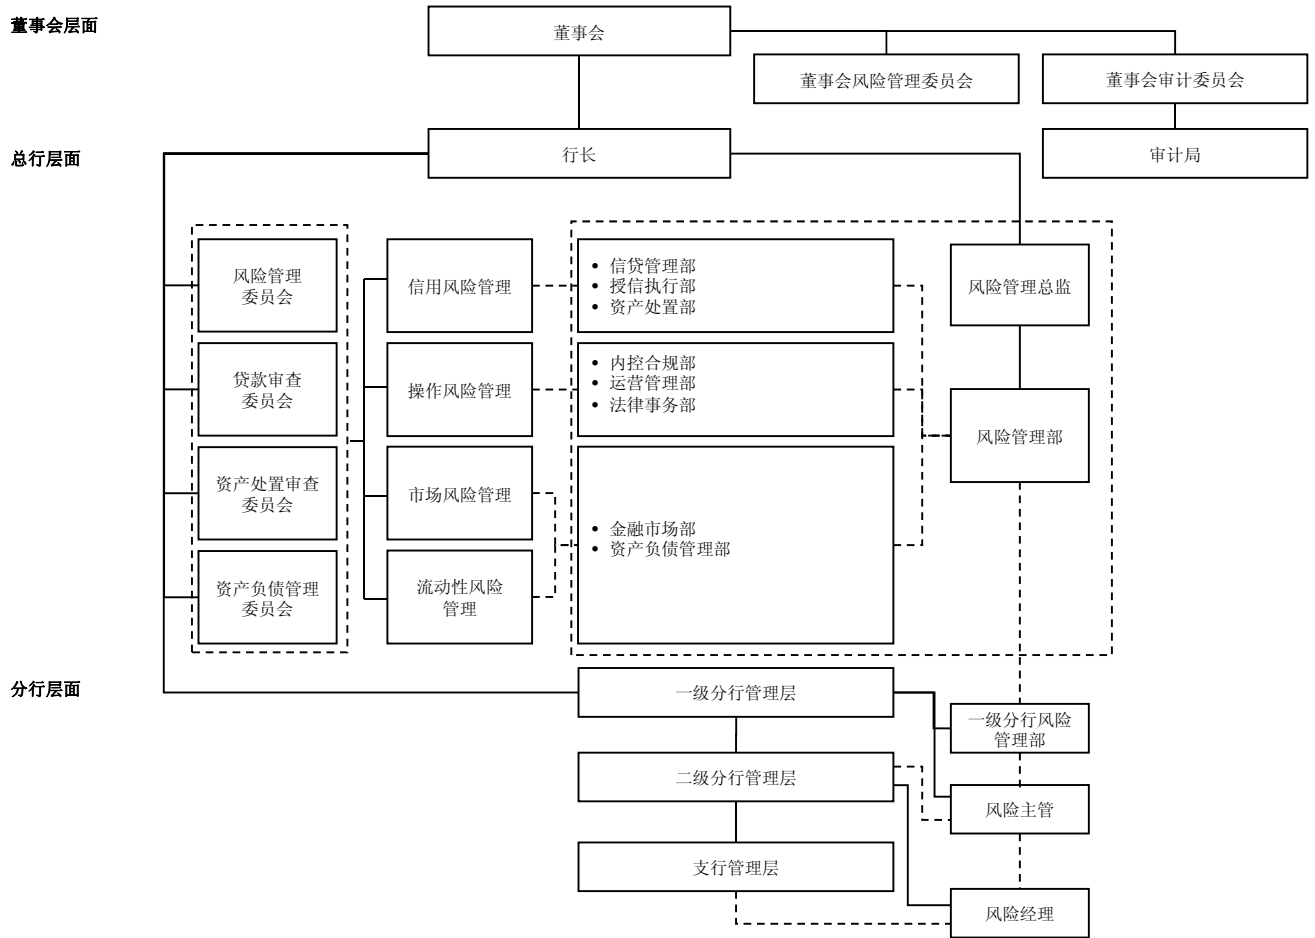 董事会层面
董事会
董事会风险管理委员会
董事会审计委员会
总行层面
行长
审计局
风险管理
委员会
信用风险管理
• 信贷管理部
• 授信执行部
• 资产处置部
风险管理总监
贷款审查
委员会
操作风险管理
• 内控合规部
• 运营管理部
• 法律事务部
风险管理部
资产处置审查
委员会
市场风险管理
• 金融市场部
• 资产负债管理部
资产负债管理
委员会
流动性风险
管理
分行层面
一级分行管理层
一级分行风险
管理部
二级分行管理层
风险主管
支行管理层
风险经理